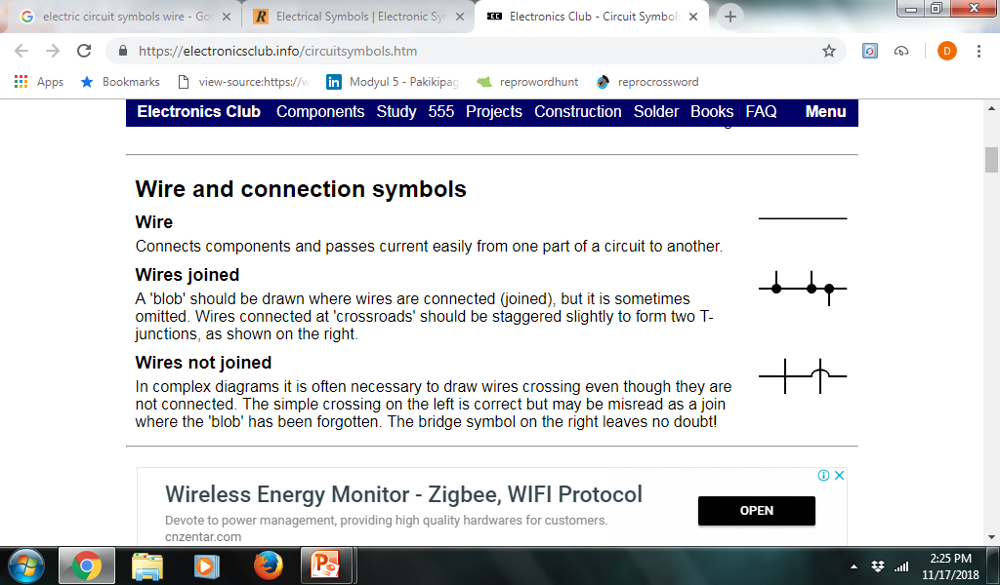 electric circuit symbols wire - Go
Electrical Symbols | Electronic Sy
Electronics Club - Circuit Symbols
https://electronicsclub.info/circuitsymbols.htm
D
Apps
Bookmarks
view-source:https://w
Modyul 5 - Pakikipag
reprowordhunt
reprocrossword
Electronics Club Components Study 555 Projects Construction Solder Books FAQ Menu
Wire and connection symbols
Wire
Connects components and passes current easily from one part of a circuit to another.
Wires joined
A 'blob' should be drawn where wires are connected (joined), but it is sometimes
omitted. Wires connected at 'crossroads' should be staggered slightly to form two T-
junctions, as shown on the right.
Wires not joined
In complex diagrams it is often necessary to draw wires crossing even though they are
not connected. The simple crossing on the left is correct but may be misread as a join
where the 'blob' has been forgotten. The bridge symbol on the right leaves no doubt!
Wireless Energy Monitor - Zigbee, WIFI Protocol
Devote to power management, providing high quality hardwares for customers.
cnzentar.com
OPEN
2:25 PM
11/17/2018